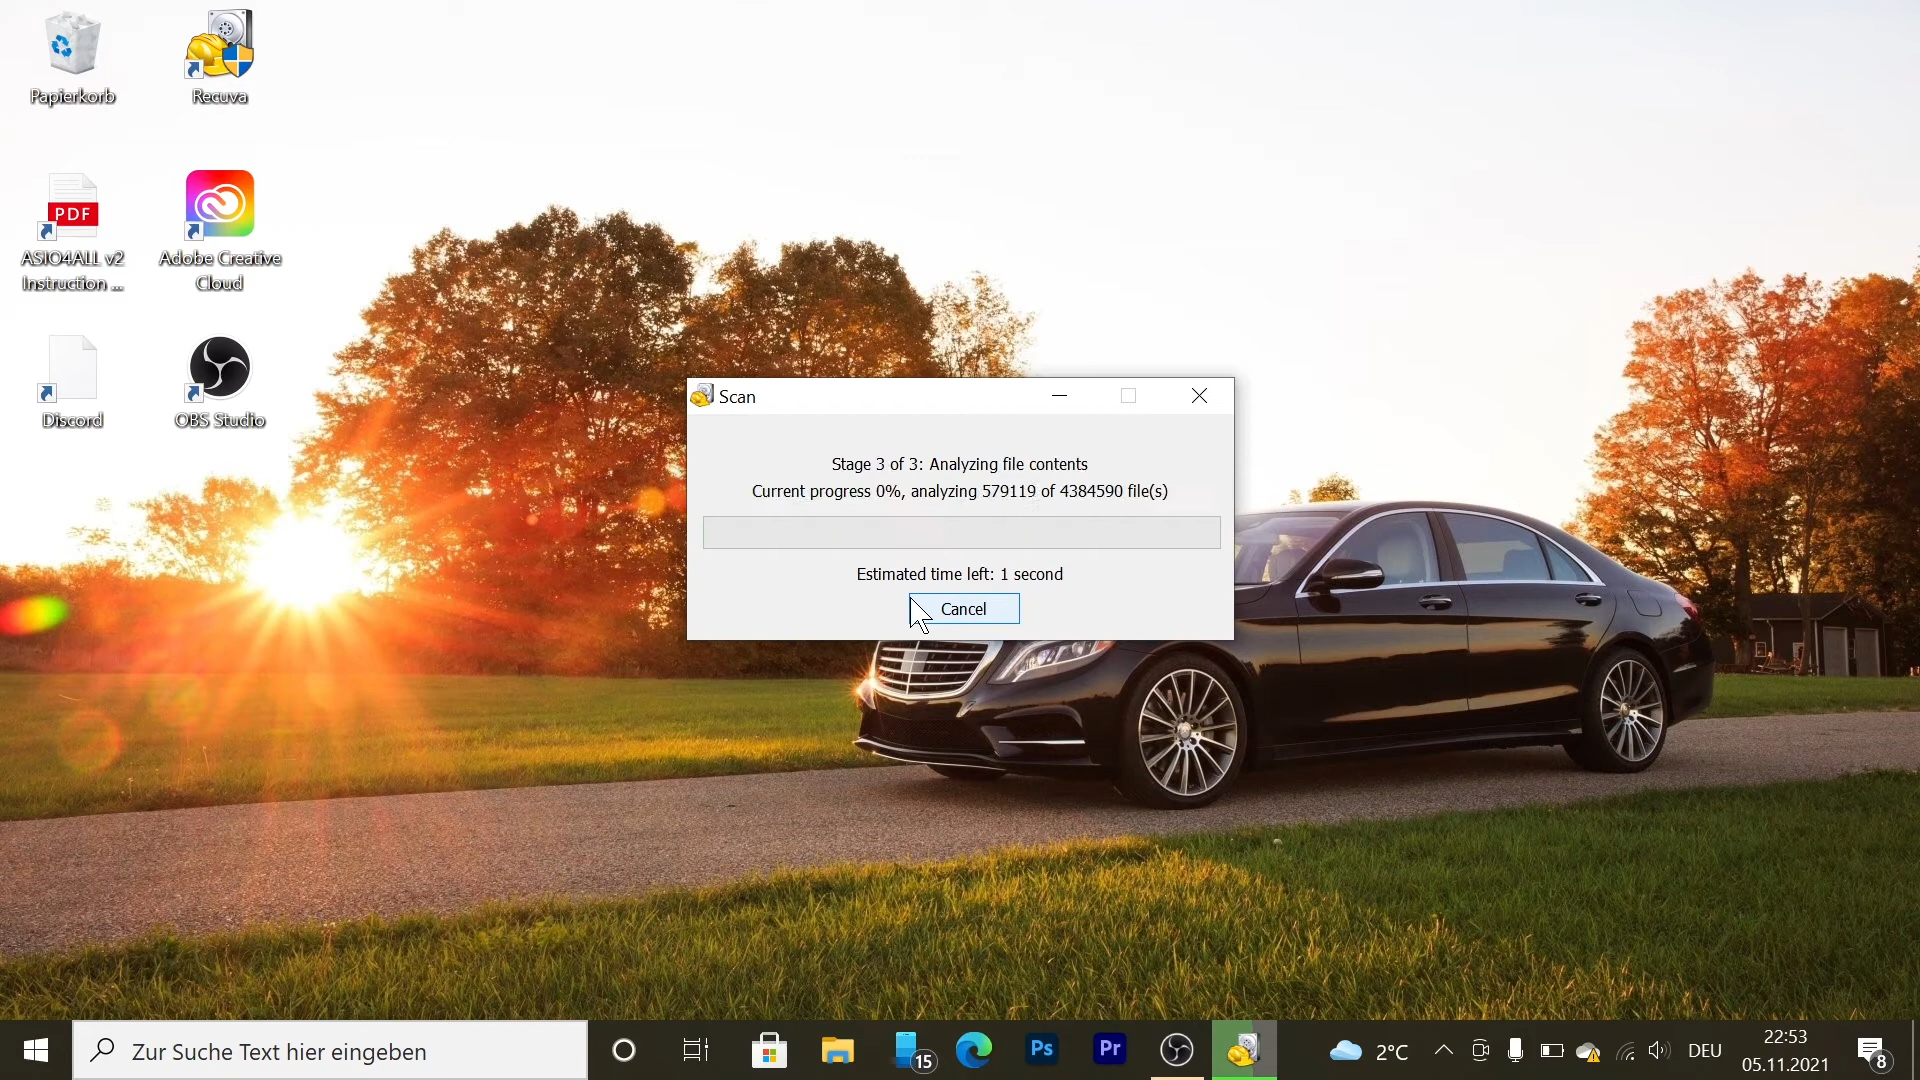 Papierkorb
Recuva
PDF
ASIO4ALL v2
Instruction ...
Adobe Creative
Cloud
Discord
OBS Studio
Scan
Stage 3 of 3: Analyzing file contents
Current progress 0%, analyzing 579119 of 4384590 file(s)
Estimated time left: 1 second
Cancel
Zur Suche Text hier eingeben
15
Ps
Pr
2°C
DEU
22:53
05.11.2021
8